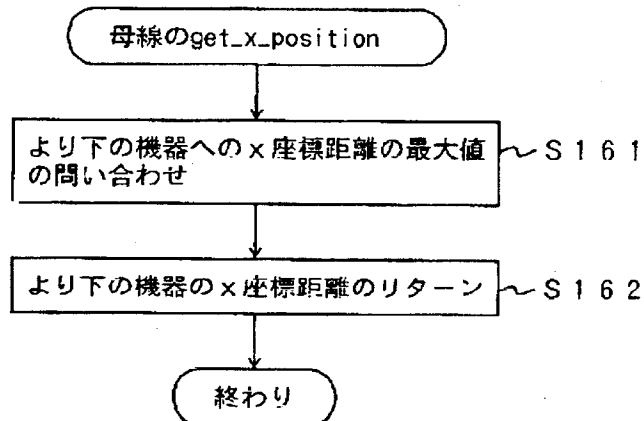 母線のget_x_position
より下の機器へのx座標距離の最大値
の問い合わせ
S161
より下の機器のx座標距離のリターン
S162
終わり